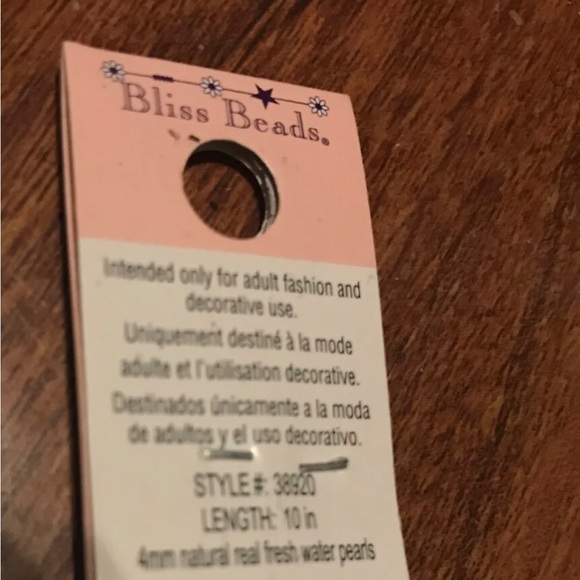 Bliss Beads®
Intended only for adult fashion and
decorative use.
Uniquement destiné à la mode
adulte et l'utilisation decorative.
Destinados únicamente a la moda
de adultos y el uso decorativo.
STYLE#: 38920
LENGTH: 10 in
4mm natural real fresh water pearls